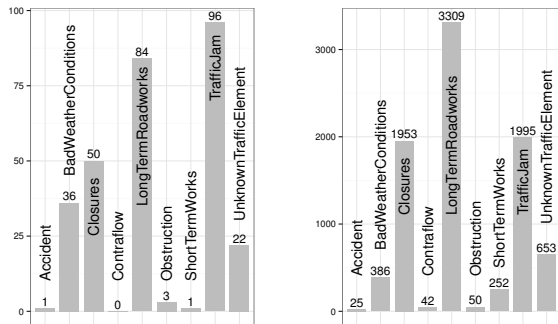 100
75
50
25
0
Accident
1
BadWeatherConditions
36
Closures
50
Contraflow
0
LongTermRoadworks
84
Obstruction
3
ShortTermWorks
1
TrafficJam
96
UnknownTrafficElement
22
3000
2000
1000
0
Accident
25
BadWeatherConditions
386
Closures
1953
Contraflow
42
LongTermRoadworks
3309
Obstruction
50
ShortTermWorks
252
TrafficJam
1995
UnknownTrafficElement
653